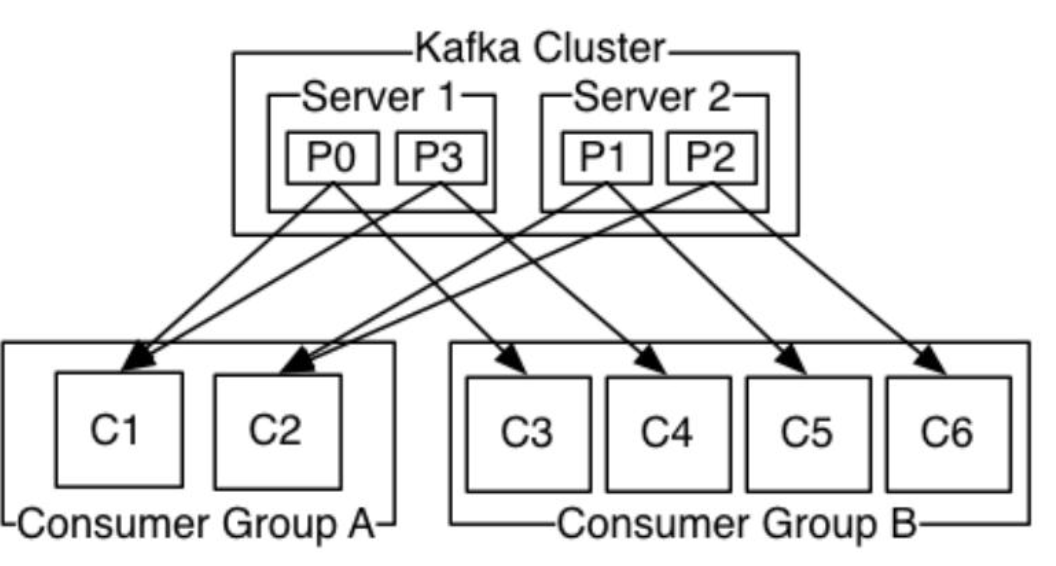 Kafka Cluster
Server 1
Server 2
P0
P3
P1
P2
C1
C2
C3
C4
C5
C6
Consumer Group A
Consumer Group B